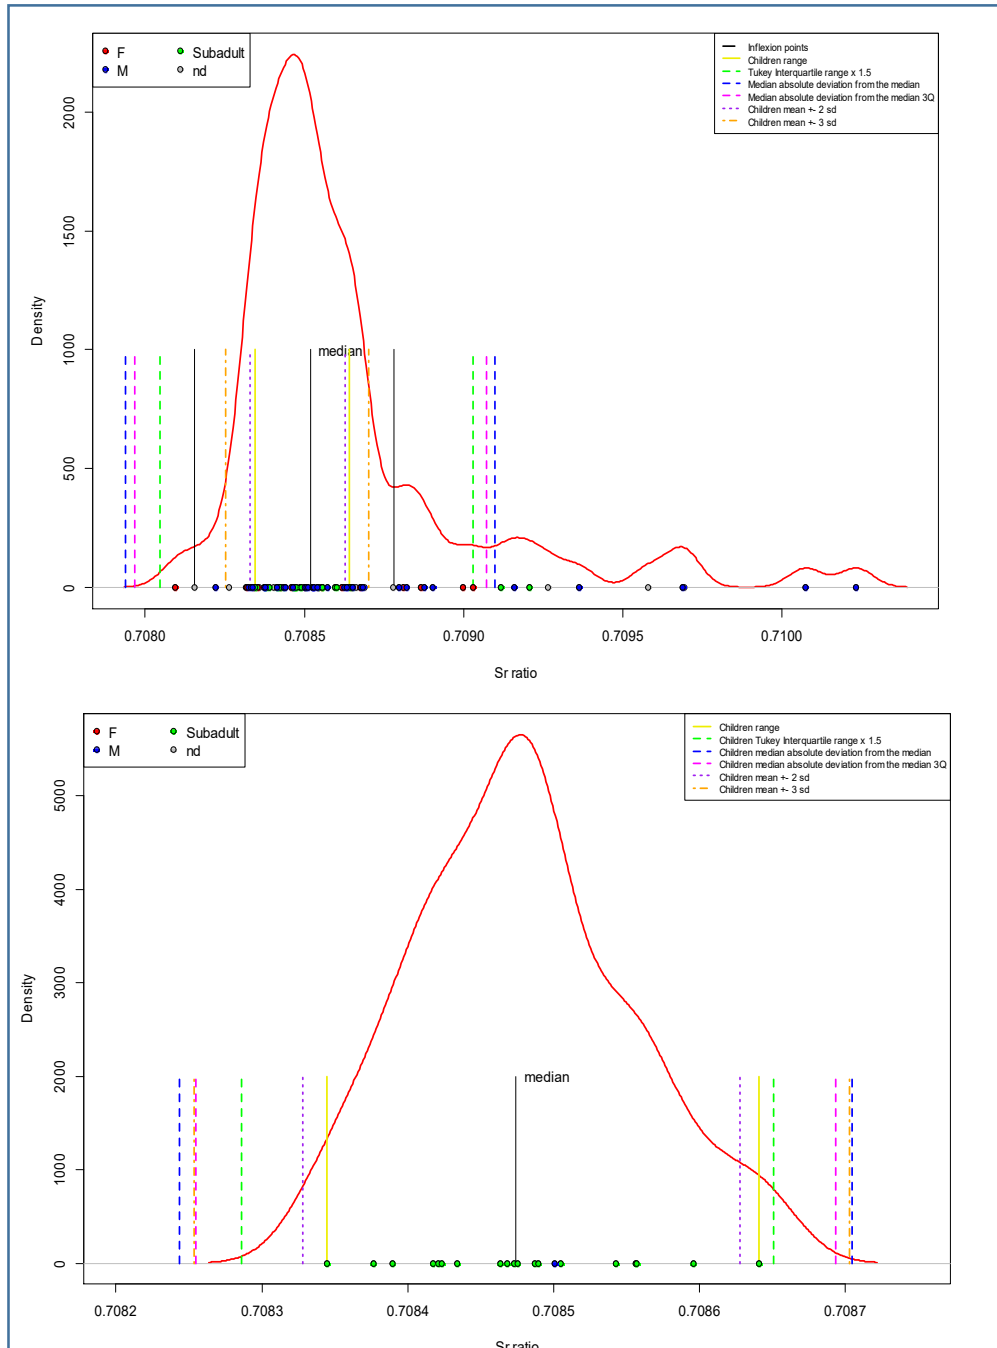 F
Subadult
M
nd
Inflexion points
Children range
Tukey Interquartile range x 1.5
Median absolute deviation from the median
Median absolute deviation from the median 3Q
Children mean +- 2 sd
Children mean +- 3 sd
median
Density
0
500
1000
1500
2000
0.7080
0.7085
0.7090
0.7095
0.7100
Sr ratio
F
Subadult
M
nd
Children range
Children Tukey Interquartile range x 1.5
Children median absolute deviation from the median
Children median absolute deviation from the median 3Q
Children mean +- 2 sd
Children mean +- 3 sd
median
Density
0
1000
2000
3000
4000
5000
0.7082
0.7083
0.7084
0.7085
0.7086
0.7087
Sr ratio